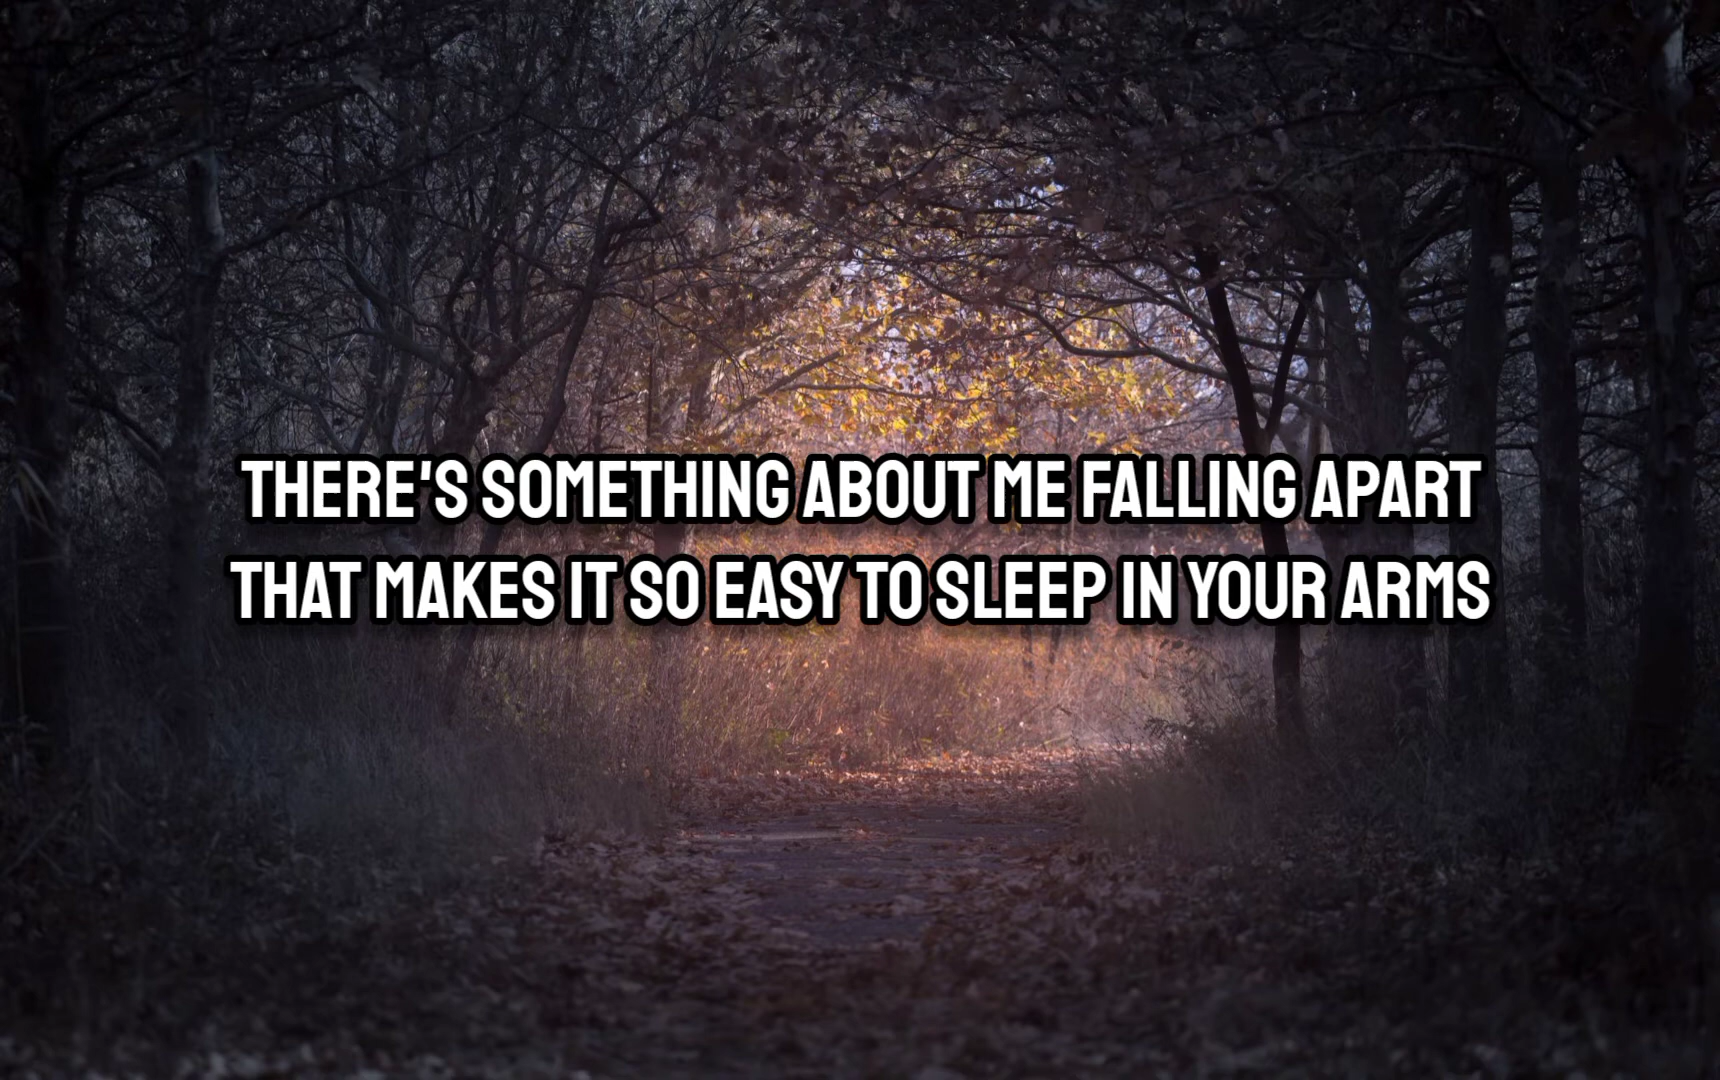 THERE'S SOMETHING ABOUT ME FALLING APART
THAT MAKES IT SO EASY TO SLEEP IN YOUR ARMS